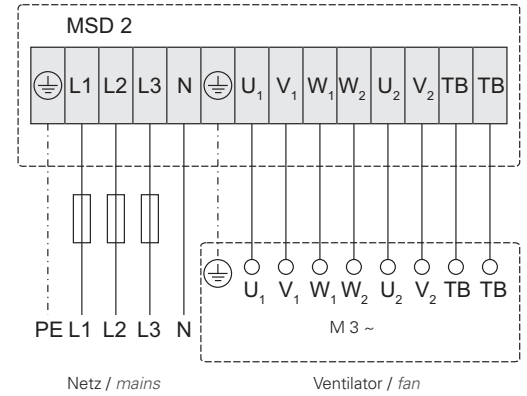 MSD 2
L1 L2 L3 N U₁ V₁ W₁ W₂ U₂ V₂ TB TB
U₁ V₁ W₁ W₂ U₂ V₂ TB TB
PE L1 L2 L3 N M 3 ~
Netz / mains Ventilator / fan